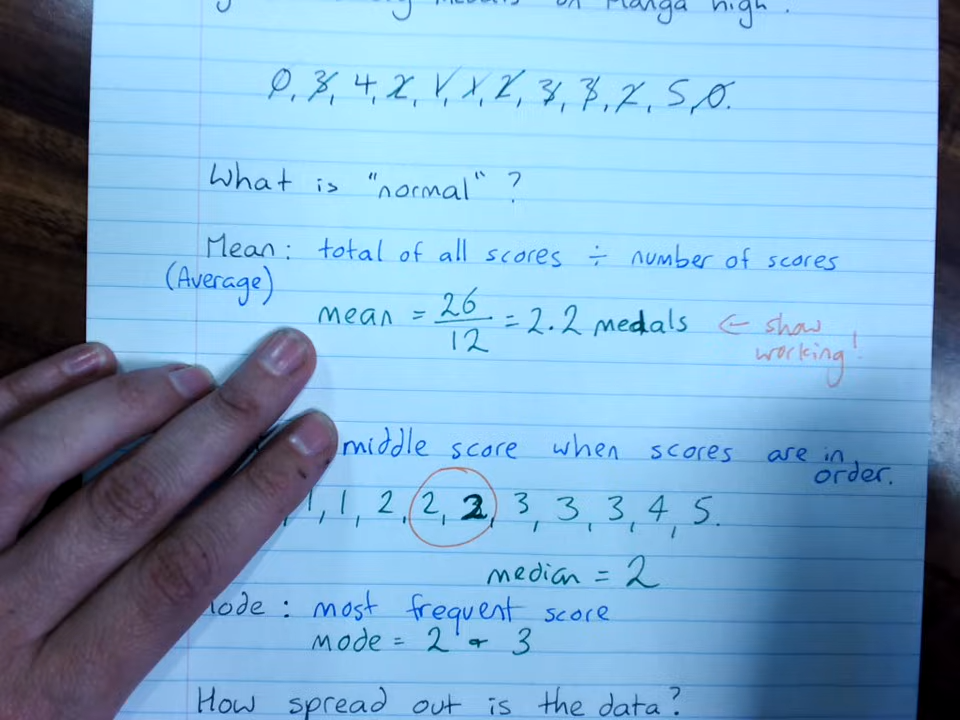 on Manga high.
0, 3, 4, 2, 1, 1, 2, 3, 3, 2, 5, 0.
What is "normal"?
Mean: total of all scores ÷ number of scores
(Average)
mean = 26/12 = 2.2 medals ← show working!
middle score when scores are in order.
, 1, 1, 2, 2, 2, 3, 3, 3, 4, 5.
median = 2
ode: most frequent score
mode = 2 + 3
How spread out is the data?